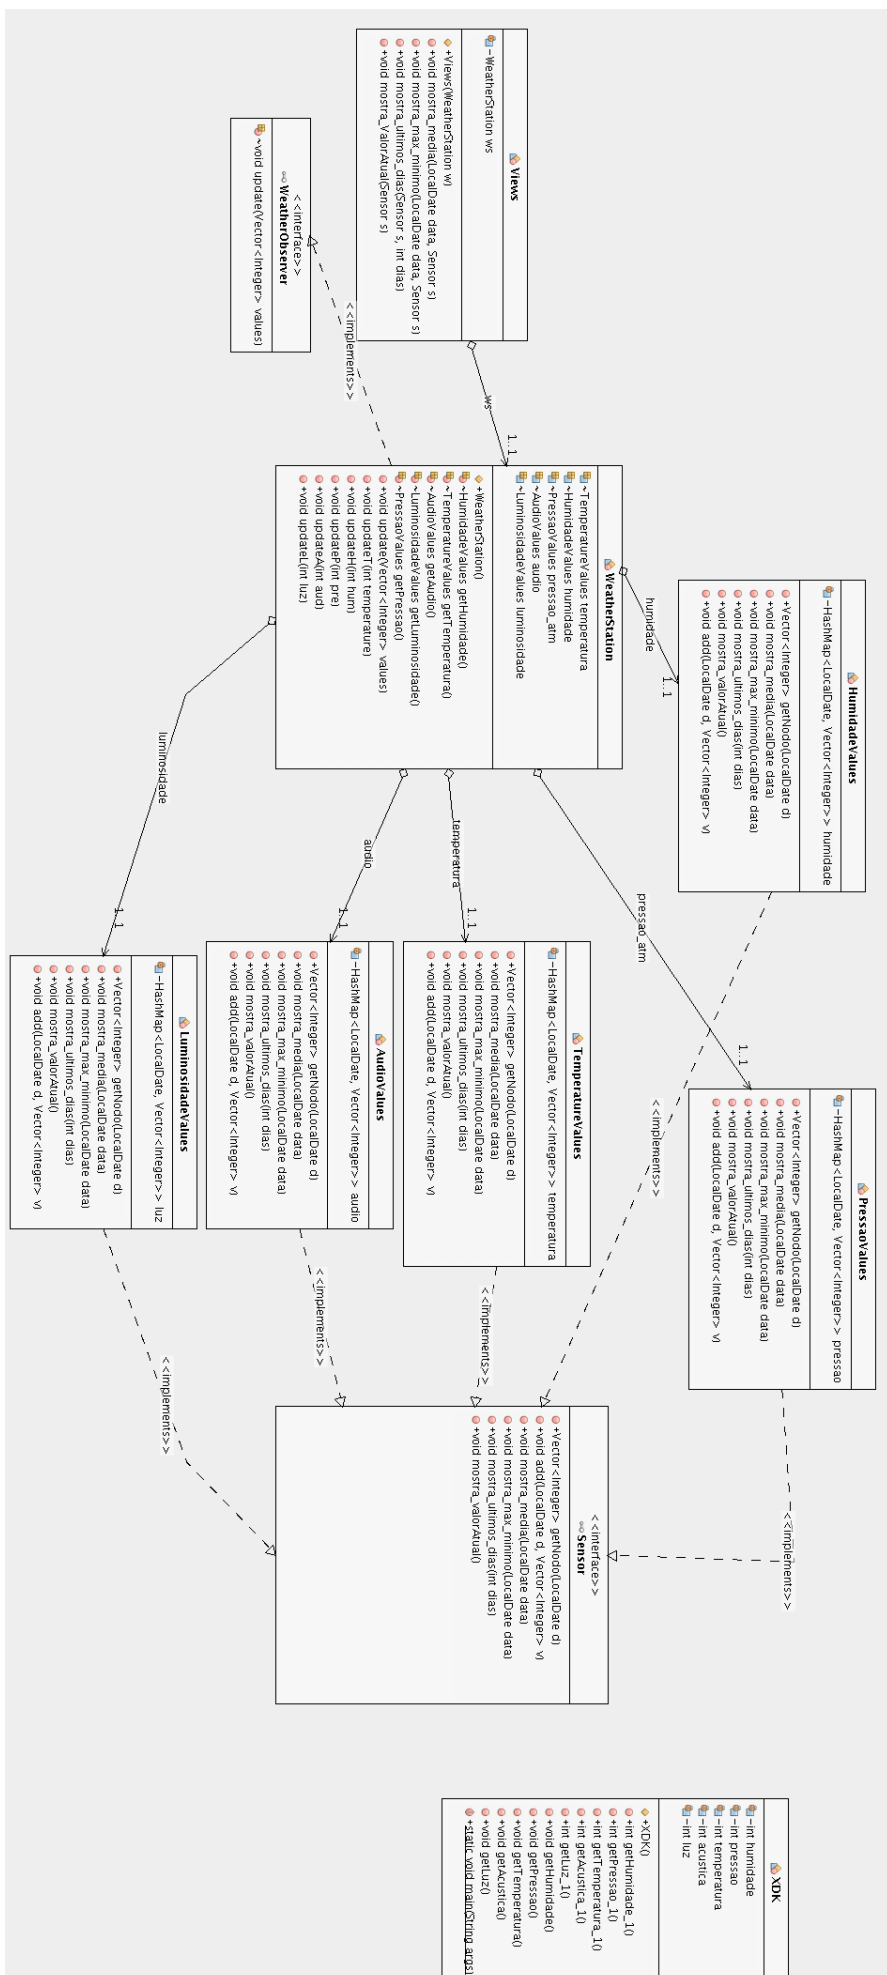 Views
-WeatherStation ws
+Views(WeatherStation w)
+void mostra_media(LocalDate data, Sensor s)
+void mostra_max_minimo(LocalDate data, Sensor s)
+void mostra_ultimos_dias(Sensor s, int dias)
+void mostra_ValorAtual(Sensor s)
<<interface>>
WeatherObserver
~void update(Vector<Integer> values)
<<implements>>
ws
1..1
WeatherStation
~TemperatureValues temperatura
~HumidadeValues humidade
~PressaoValues pressao_atm
~AudioValues audio
~LuminosidadeValues luminosidade
+WeatherStation()
~HumidadeValues getHumidade()
~TemperatureValues getTemperatura()
~AudioValues getAudio()
~LuminosidadeValues getLuminosidade()
~PressaoValues getPressao()
+void update(Vector<Integer> values)
+void updateT(int temperature)
+void updateH(int hum)
+void updateP(int pre)
+void updateA(int aud)
+void updateL(int luz)
humidade
1..1
HumidadeValues
-HashMap<LocalDate, Vector<Integer>> humidade
+Vector<Integer> getNodo(LocalDate d)
+void mostra_media(LocalDate data)
+void mostra_max_minimo(LocalDate data)
+void mostra_ultimos_dias(int dias)
+void mostra_valorAtual()
+void add(LocalDate d, Vector<Integer> v)
pressao_atm
1..1
PressaoValues
-HashMap<LocalDate, Vector<Integer>> pressao
+Vector<Integer> getNodo(LocalDate d)
+void mostra_media(LocalDate data)
+void mostra_max_minimo(LocalDate data)
+void mostra_ultimos_dias(int dias)
+void mostra_valorAtual()
+void add(LocalDate d, Vector<Integer> v)
temperatura
1..1
TemperatureValues
-HashMap<LocalDate, Vector<Integer>> temperatura
+Vector<Integer> getNodo(LocalDate d)
+void mostra_media(LocalDate data)
+void mostra_max_minimo(LocalDate data)
+void mostra_ultimos_dias(int dias)
+void mostra_valorAtual()
+void add(LocalDate d, Vector<Integer> v)
audio
1..1
AudioValues
-HashMap<LocalDate, Vector<Integer>> audio
+Vector<Integer> getNodo(LocalDate d)
+void mostra_media(LocalDate data)
+void mostra_max_minimo(LocalDate data)
+void mostra_ultimos_dias(int dias)
+void mostra_valorAtual()
+void add(LocalDate d, Vector<Integer> v)
luminosidade
1..1
LuminosidadeValues
-HashMap<LocalDate, Vector<Integer>> luz
+Vector<Integer> getNodo(LocalDate d)
+void mostra_media(LocalDate data)
+void mostra_max_minimo(LocalDate data)
+void mostra_ultimos_dias(int dias)
+void mostra_valorAtual()
+void add(LocalDate d, Vector<Integer> v)
<<implements>>
<<implements>>
<<implements>>
<<implements>>
<<implements>>
<<interface>>
Sensor
+Vector<Integer> getNodo(LocalDate d)
+void add(LocalDate d, Vector<Integer> v)
+void mostra_media(LocalDate data)
+void mostra_max_minimo(LocalDate data)
+void mostra_ultimos_dias(int dias)
+void mostra_valorAtual()
XDK
-int humidade
-int pressao
-int temperatura
-int acustica
-int luz
+XDK()
+int getHumidade_1()
+int getPressao_1()
+int getTemperatura_1()
+int getAcustica_1()
+int getLuz_1()
+void getHumidade()
+void getPressao()
+void getTemperatura()
+void getAcustica()
+void getLuz()
+static void main(String args)